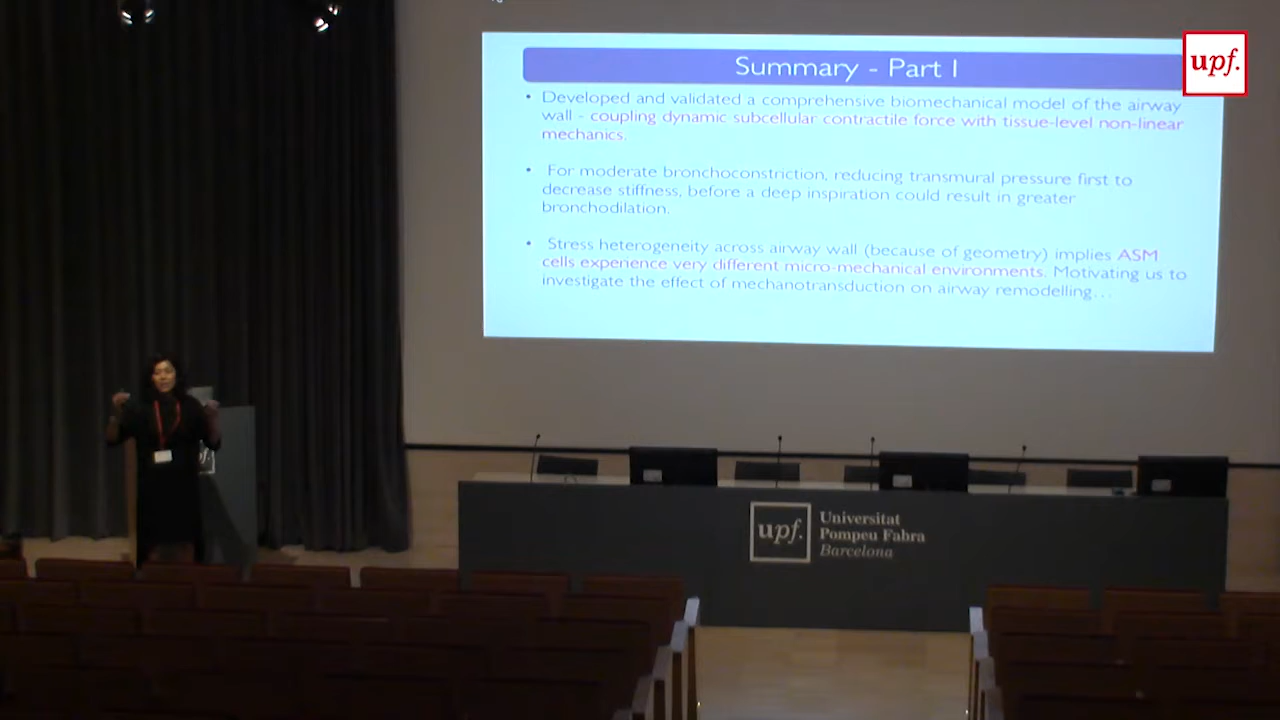 Summary - Part I
upf.
• Developed and validated a comprehensive biomechanical model of the airway
wall - coupling dynamic subcellular contractile force with tissue-level non-linear
mechanics.
• For moderate bronchoconstriction, reducing transmural pressure first to
decrease stiffness, before a deep inspiration could result in greater
bronchodilation.
• Stress heterogeneity across airway wall (because of geometry) implies ASM
cells experience very different micro-mechanical environments. Motivating us to
investigate the effect of mechanotransduction on airway remodelling...
upf.
Universitat
Pompeu Fabra
Barcelona